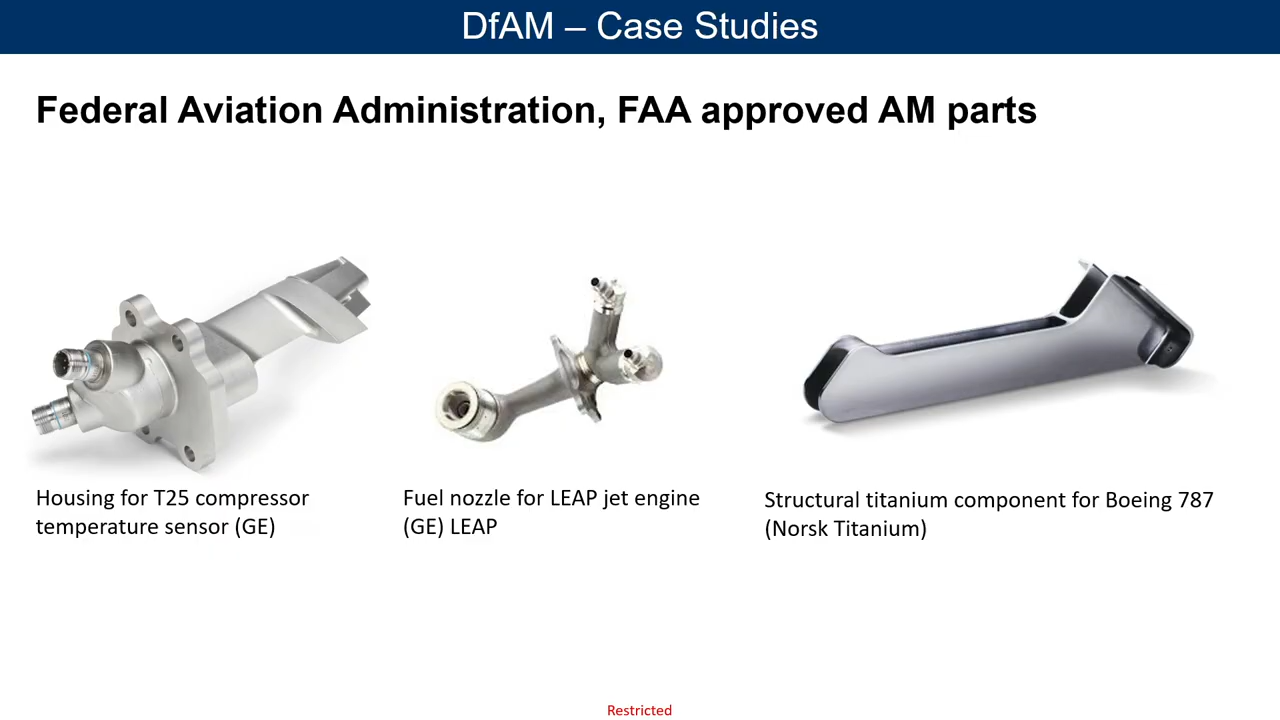 DfAM – Case Studies
Federal Aviation Administration, FAA approved AM parts
Housing for T25 compressor
temperature sensor (GE)
Fuel nozzle for LEAP jet engine
(GE) LEAP
Structural titanium component for Boeing 787
(Norsk Titanium)
Restricted